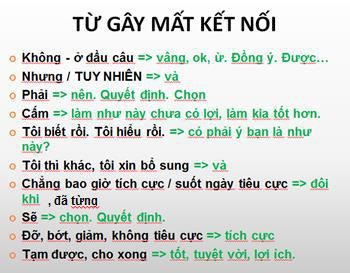 TỪ GÂY MẤT KẾT NỐI
Không - ở đầu câu => vâng, ok, ừ. Đồng ý. Được...
Nhưng / TUY NHIÊN => và
Phải => nên. Quyết định. Chọn
Cấm => làm như này chưa có lợi, làm kia tốt hơn.
Tôi biết rồi. Tôi hiểu rồi. => có phải ý bạn là như
này?
Tôi thì khác, tôi xin bổ sung => và
Chẳng bao giờ tích cực / suốt ngày tiêu cực => đôi
khi , đã từng
Sẽ => chọn. Quyết định.
Đỡ, bớt, giảm, không tiêu cực => tích cực
Tạm được, cho xong => tốt, tuyệt vời, lợi ích.